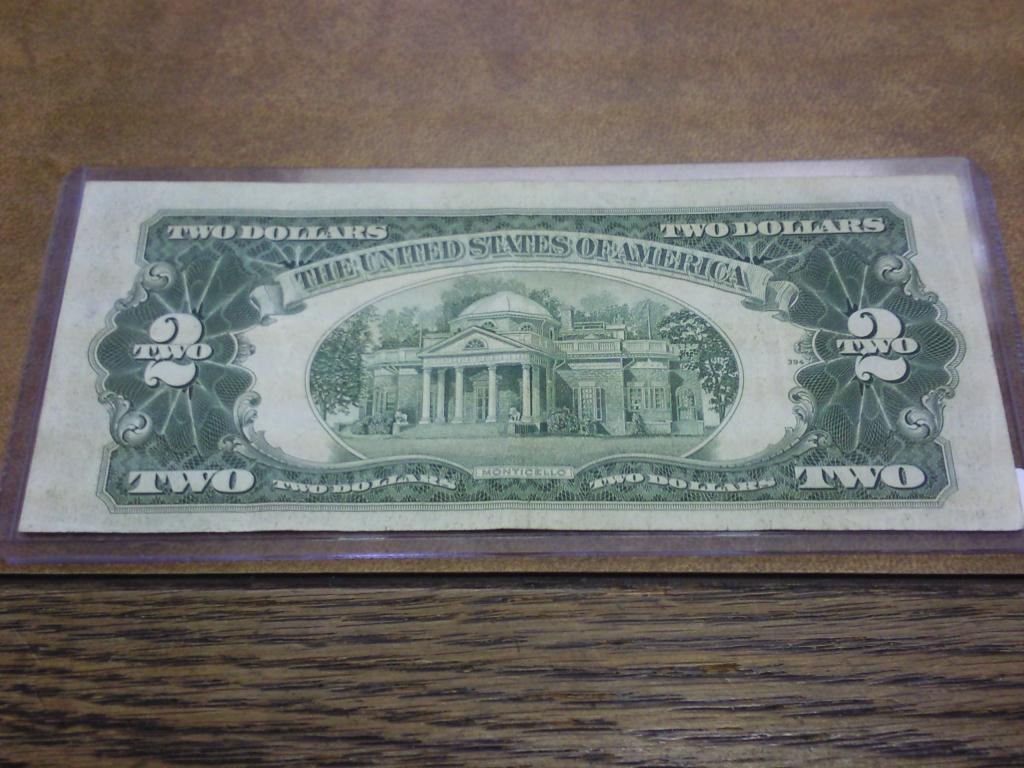 TWO DOLLARS TWO DOLLARS
THE UNITED STATES OF AMERICA
2 2
TWO TWO
394
MONTICELLO
TWO TWO DOLLARS TWO DOLLARS TWO